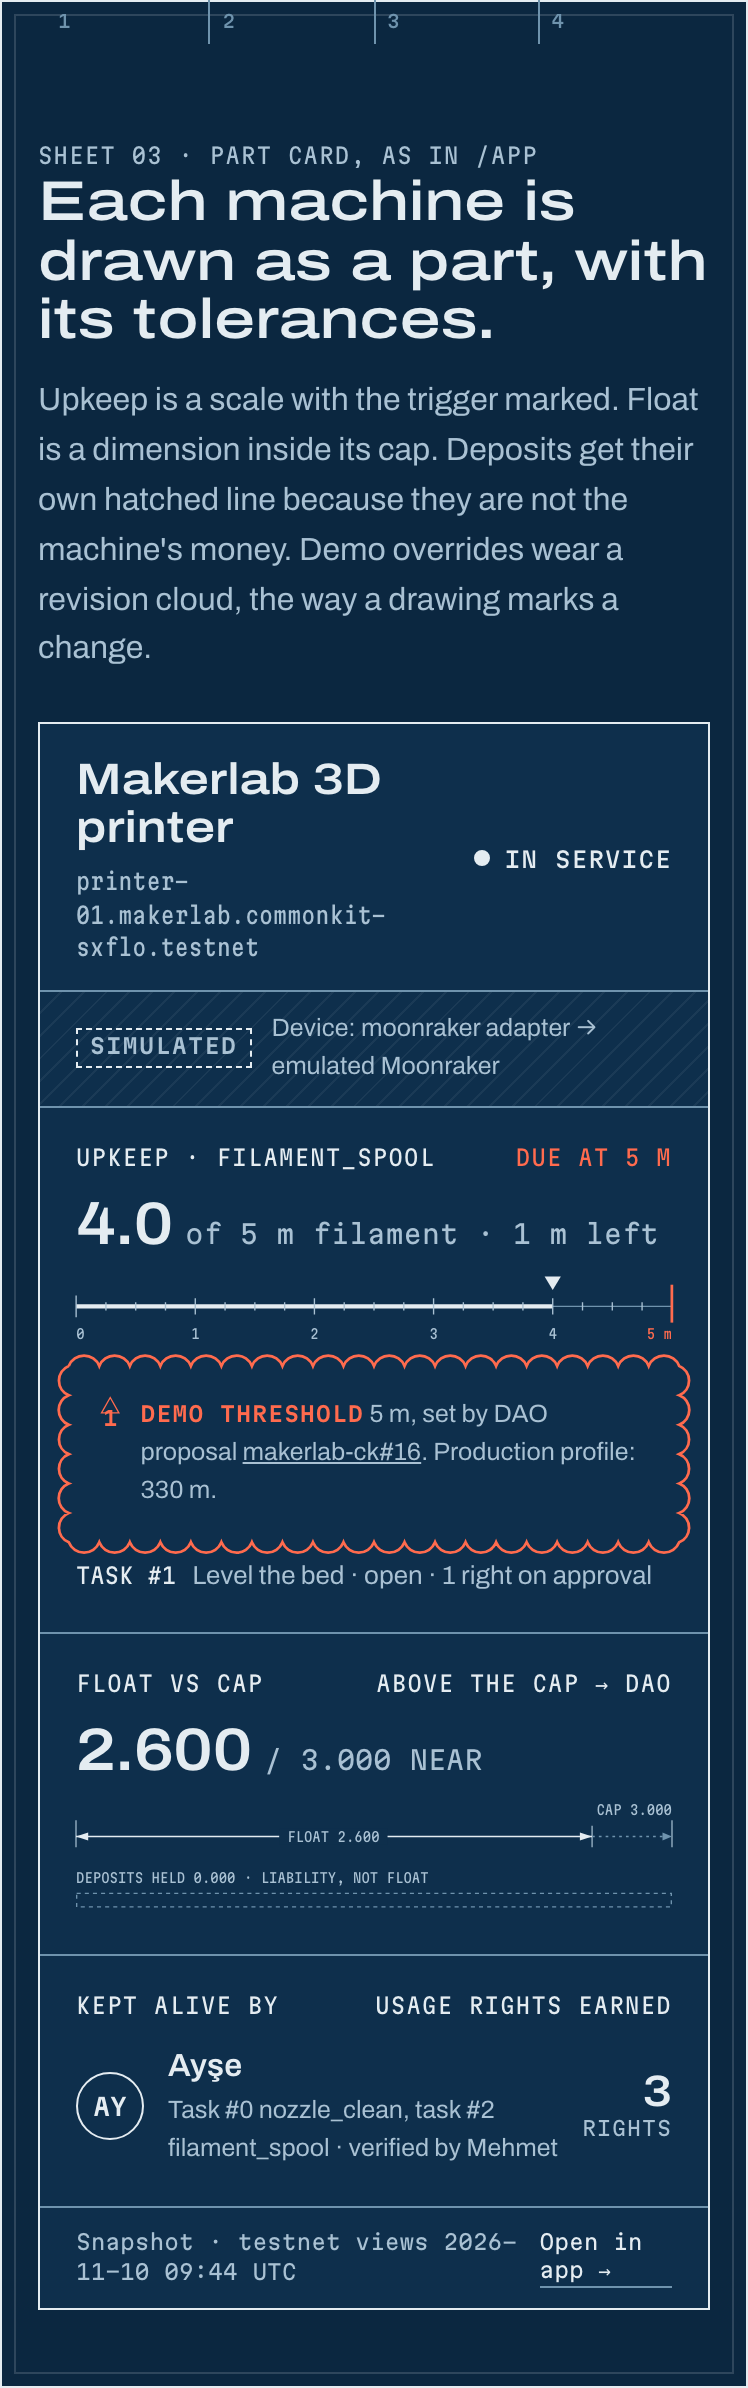 1 2 3 4
SHEET 03 · PART CARD, AS IN /APP
Each machine is
drawn as a part, with
its tolerances.
Upkeep is a scale with the trigger marked. Float
is a dimension inside its cap. Deposits get their
own hatched line because they are not the
machine's money. Demo overrides wear a
revision cloud, the way a drawing marks a
change.
Makerlab 3D
printer
IN SERVICE
printer-
01.makerlab.commonkit-
sxflo.testnet
SIMULATED
Device: moonraker adapter →
emulated Moonraker
UPKEEP · FILAMENT_SPOOL
DUE AT 5 M
4.0 of 5 m filament · 1 m left
0 1 2 3 4 5 m
1
DEMO THRESHOLD 5 m, set by DAO
proposal makerlab-ck#16. Production profile:
330 m.
TASK #1 Level the bed · open · 1 right on approval
FLOAT VS CAP
ABOVE THE CAP → DAO
2.600 / 3.000 NEAR
CAP 3.000
FLOAT 2.600
DEPOSITS HELD 0.000 · LIABILITY, NOT FLOAT
KEPT ALIVE BY
USAGE RIGHTS EARNED
AY
Ayşe
Task #0 nozzle_clean, task #2
filament_spool · verified by Mehmet
3
RIGHTS
Snapshot · testnet views 2026-
11-10 09:44 UTC
Open in
app →